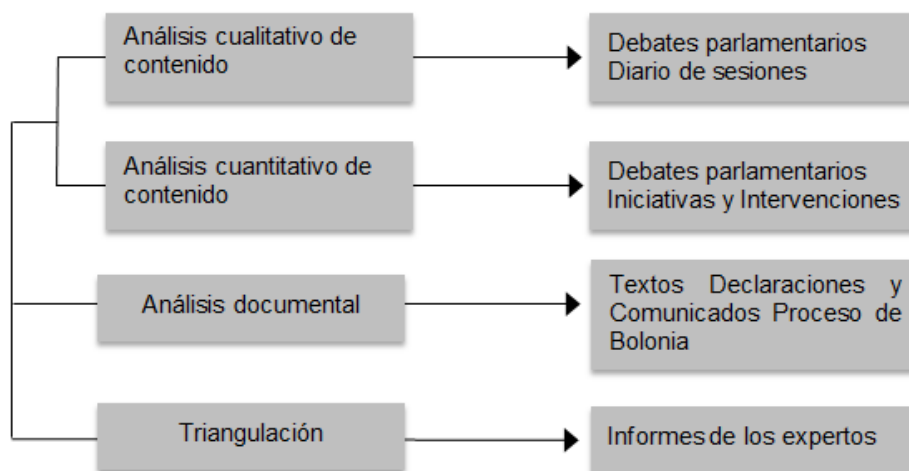 Análisis cualitativo de
contenido
Debates parlamentarios
Diario de sesiones
Análisis cuantitativo de
contenido
Debates parlamentarios
Iniciativas y Intervenciones
Análisis documental
Textos Declaraciones y
Comunicados Proceso de
Bolonia
Triangulación
Informes de los expertos